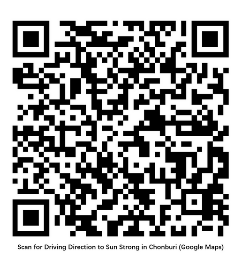 Scan for Driving Direction to Sun Strong in Chonburi (Google Maps)